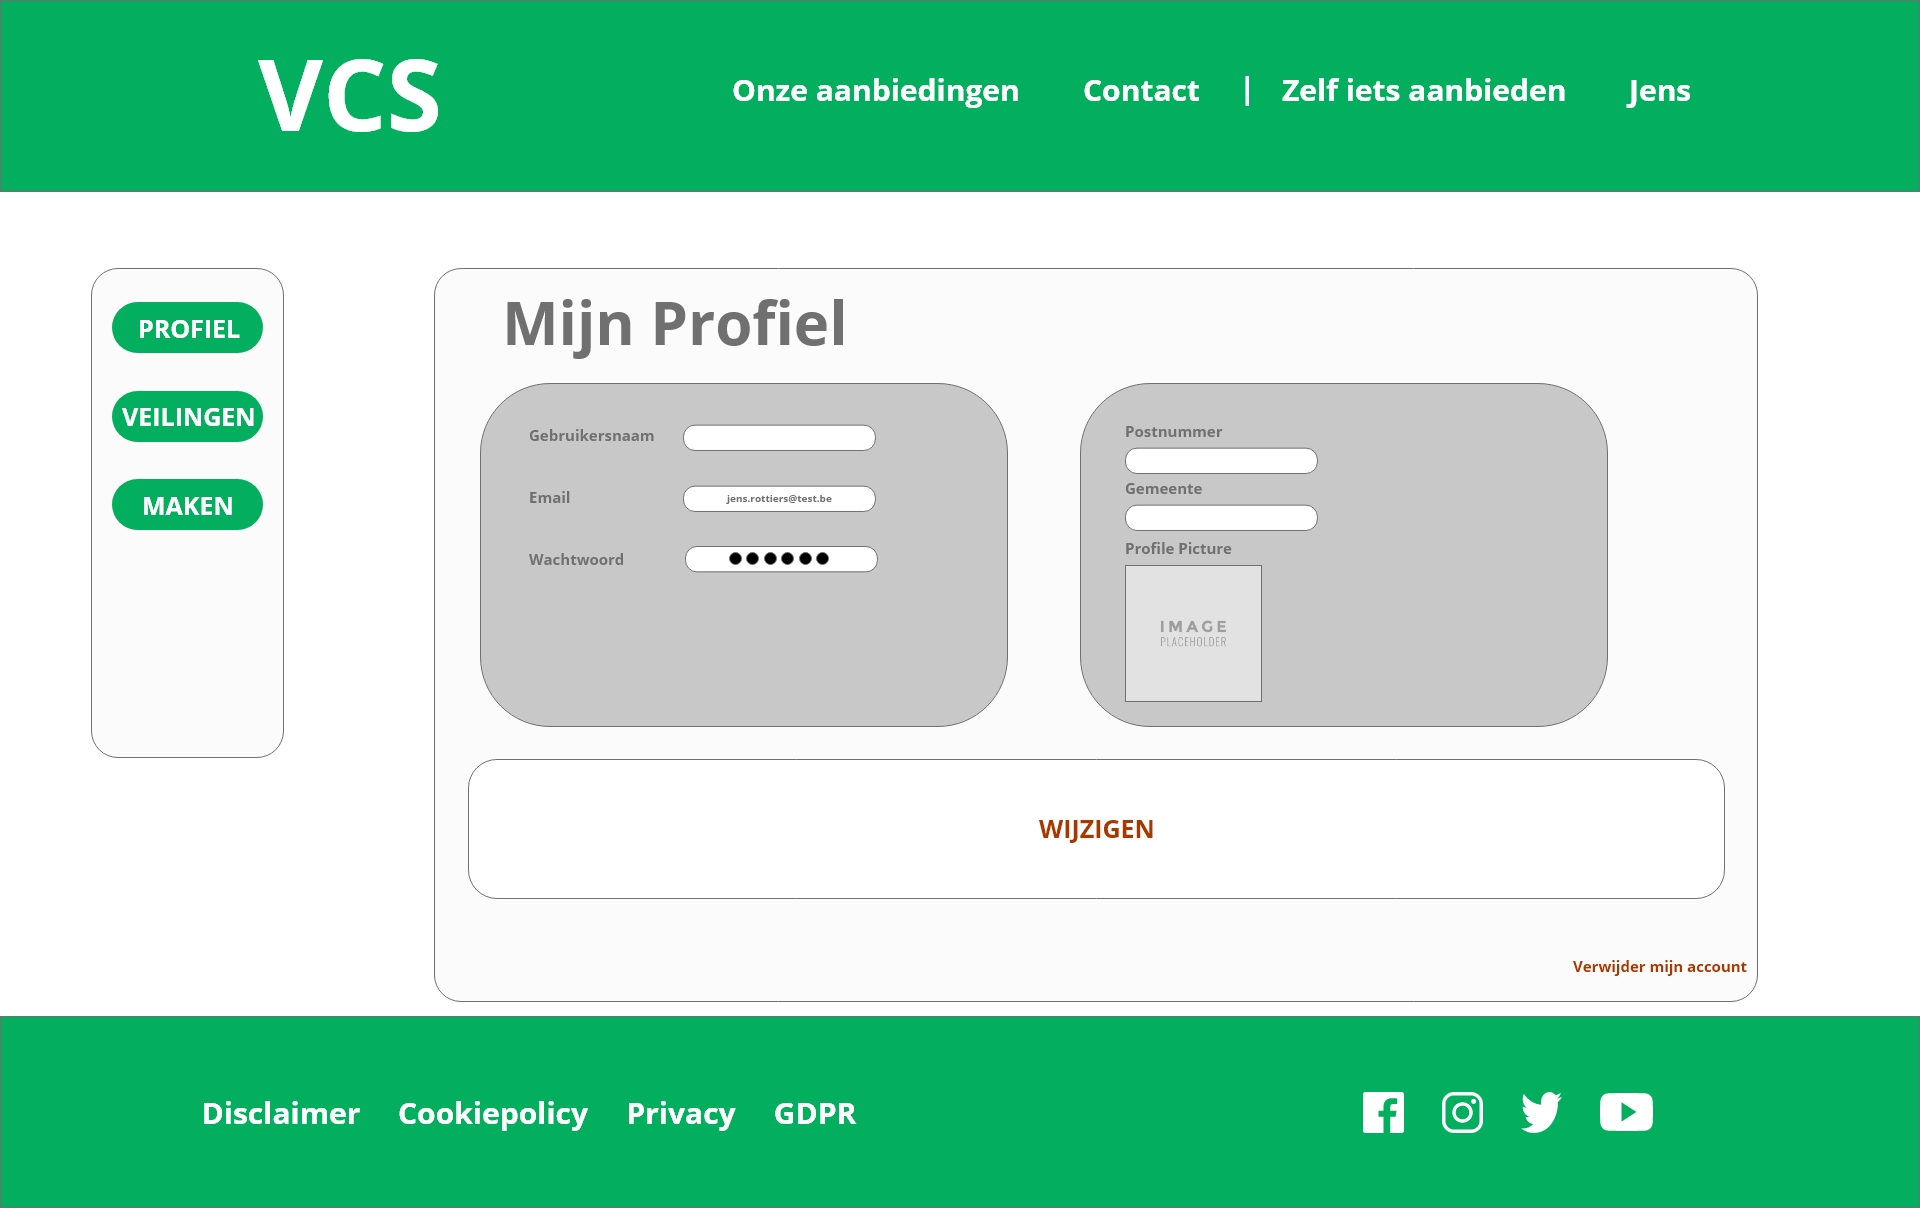 VCS
Onze aanbiedingen Contact | Zelf iets aanbieden Jens
PROFIEL
VEILINGEN
MAKEN
Mijn Profiel
Gebruikersnaam
Email jens.rottiers@test.be
Wachtwoord
Postnummer
Gemeente
Profile Picture
IMAGE
PLACEHOLDER
WIJZIGEN
Verwijder mijn account
Disclaimer Cookiepolicy Privacy GDPR